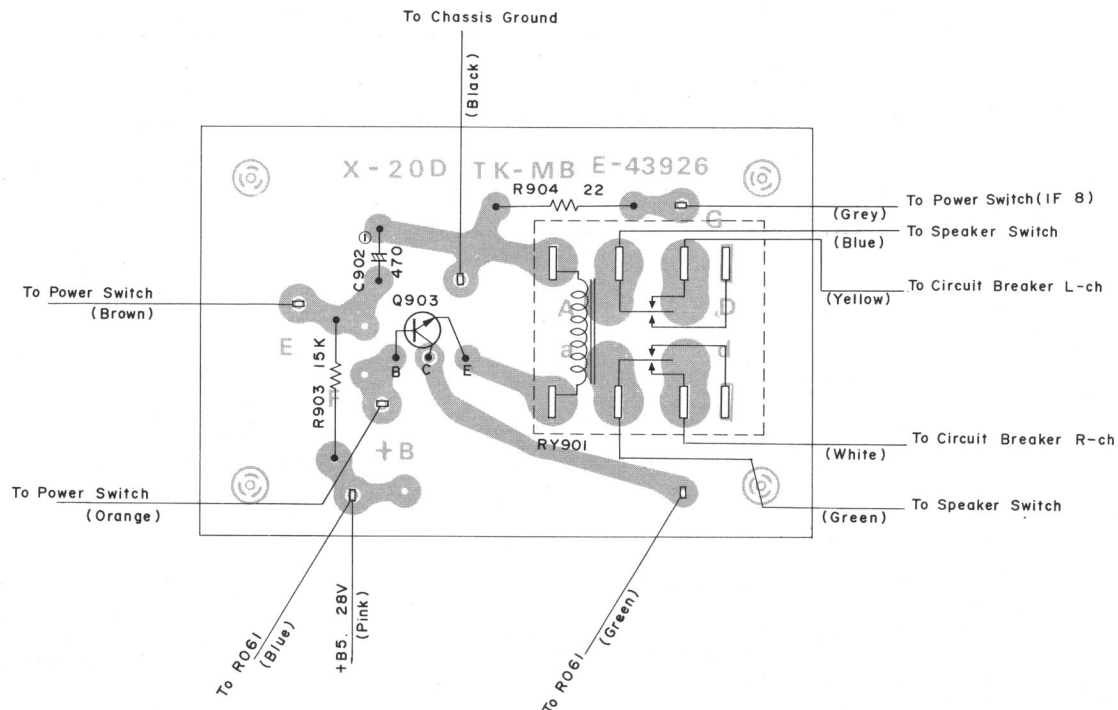 To Chassis Ground
(Black)
X-20D TK-MB E-43926
R904 22
G
To Power Switch(IF 8)
(Grey)
To Speaker Switch
(Blue)
To Circuit Breaker L-ch
(Yellow)
C902
470
To Power Switch
(Brown)
Q903
A
D
E
a
d
B C E
R903 15K
F
+B
RY901
To Circuit Breaker R-ch
(White)
To Power Switch
(Orange)
To Speaker Switch
(Green)
To R061
(Blue)
+B5. 28V
(Pink)
To R061
(Green)